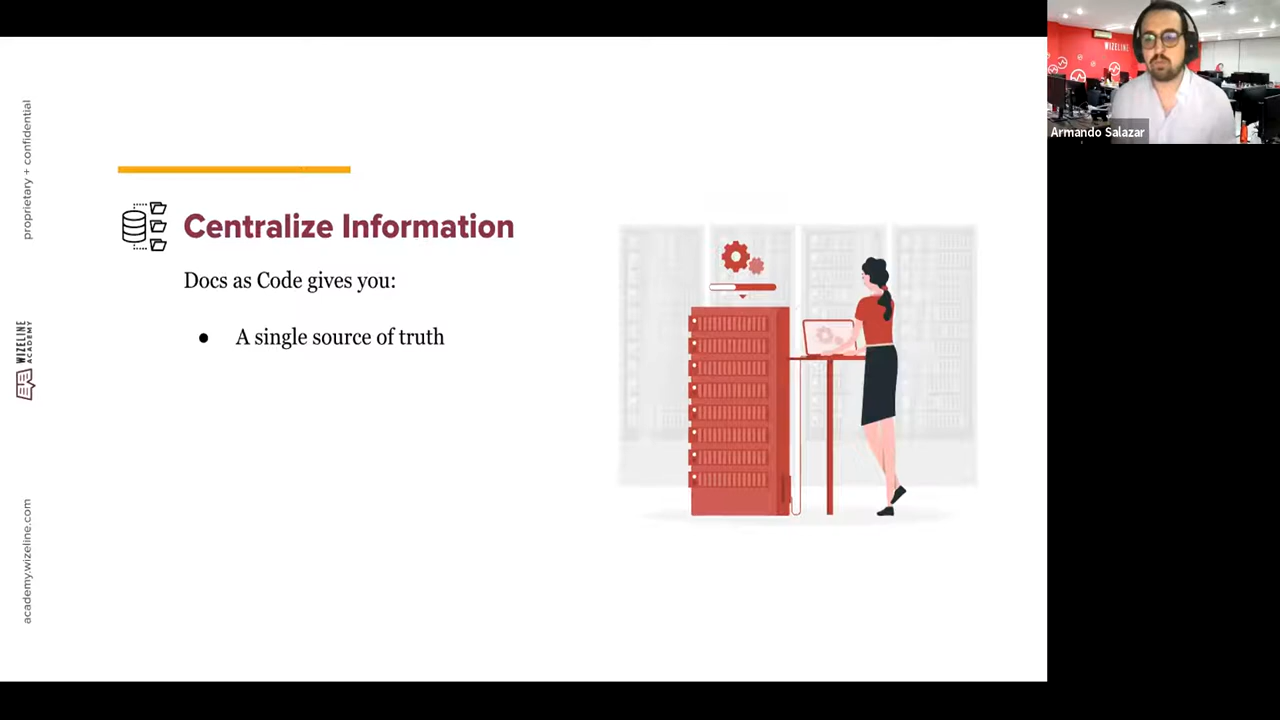 proprietary + confidential
WIZELINE
ACADEMY
academy.wizeline.com
Centralize Information
Docs as Code gives you:
● A single source of truth
WIZELINE
Armando Salazar